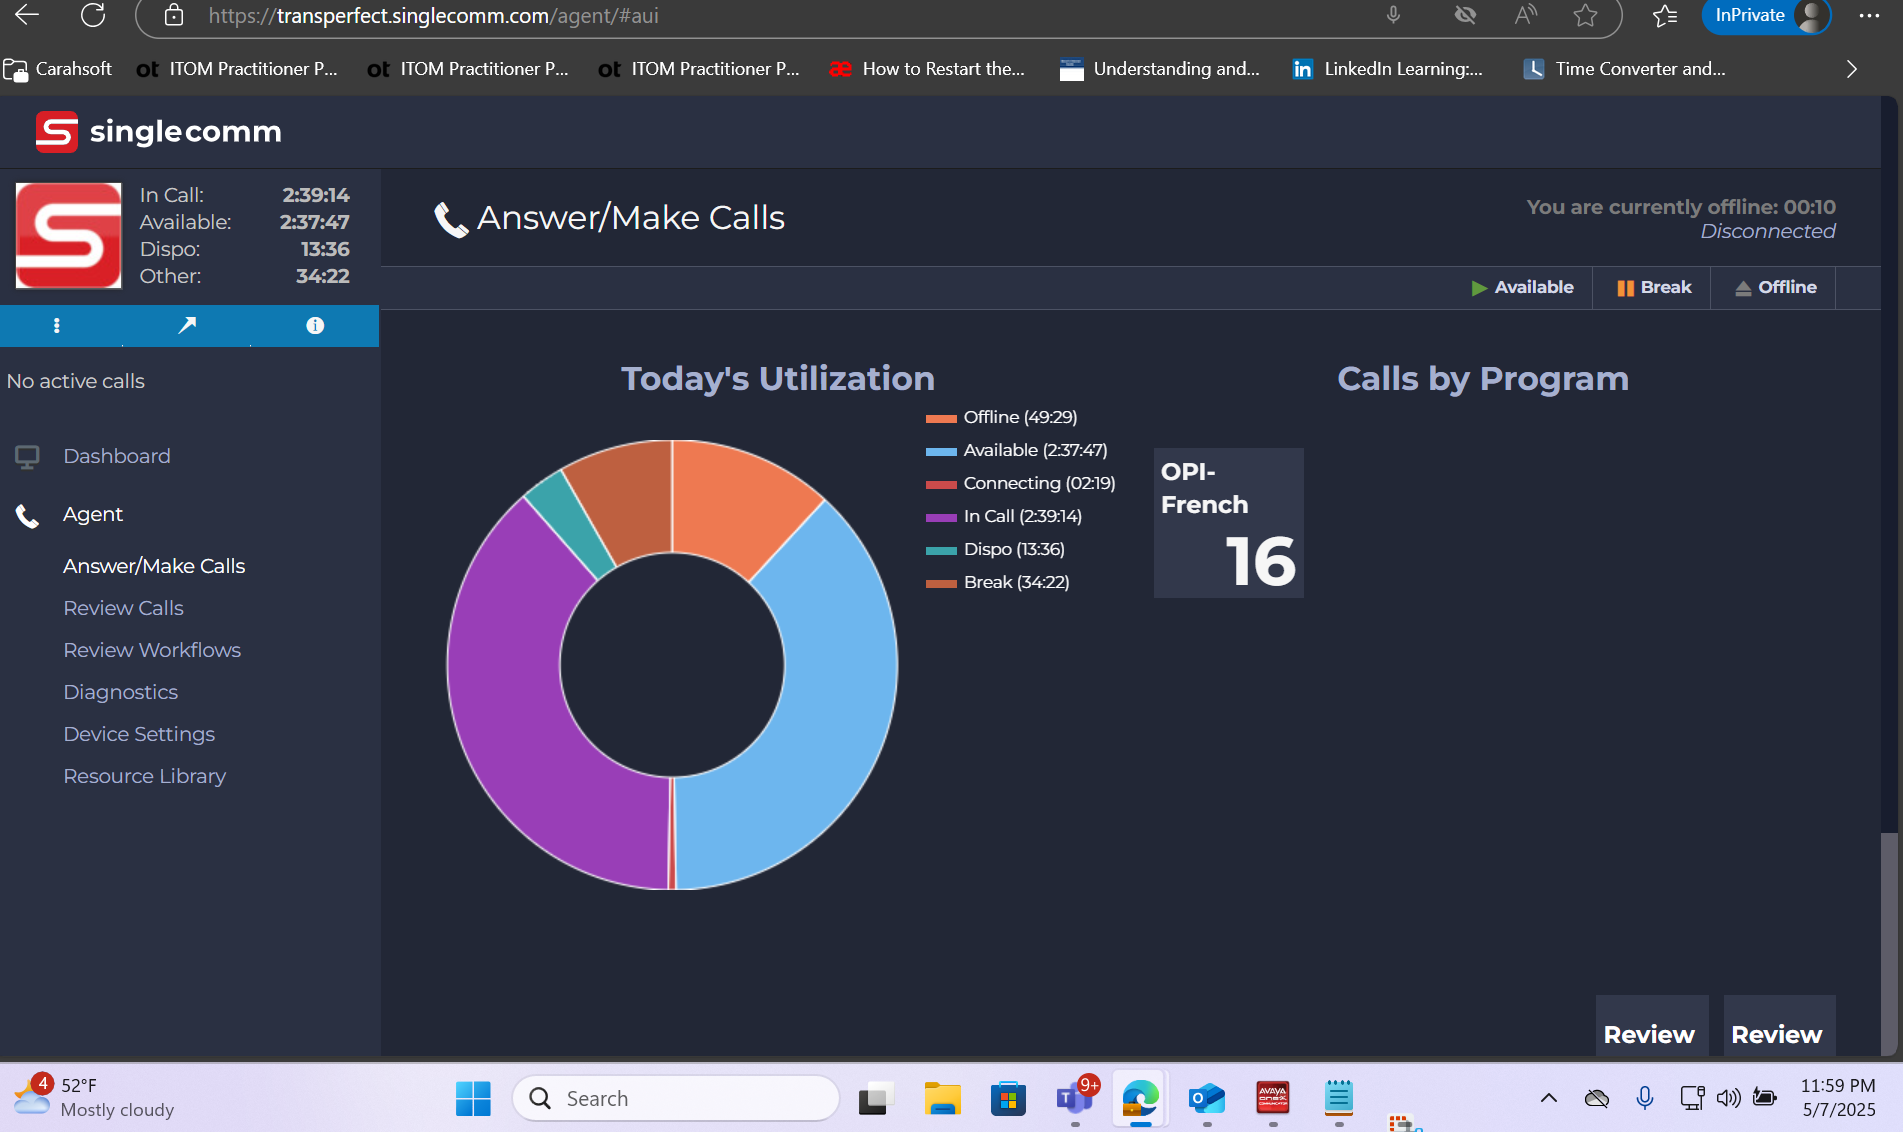 https://transperfect.singlecomm.com/agent/#aui
InPrivate
Carahsoft
ot ITOM Practitioner P...
ot ITOM Practitioner P...
ot ITOM Practitioner P...
æ How to Restart the...
Understanding and...
in LinkedIn Learning:...
Time Converter and...
singlecomm
In Call: 2:39:14
Available: 2:37:47
Dispo: 13:36
Other: 34:22
No active calls
Dashboard
Agent
Answer/Make Calls
Review Calls
Review Workflows
Diagnostics
Device Settings
Resource Library
Answer/Make Calls
You are currently offline: 00:10
Disconnected
Available
Break
Offline
Today's Utilization
Offline (49:29)
Available (2:37:47)
Connecting (02:19)
In Call (2:39:14)
Dispo (13:36)
Break (34:22)
Calls by Program
OPI-
French
16
Review
Review
4
52°F
Mostly cloudy
Search
9+
T
O
AVAYA
one-X
11:59 PM
5/7/2025